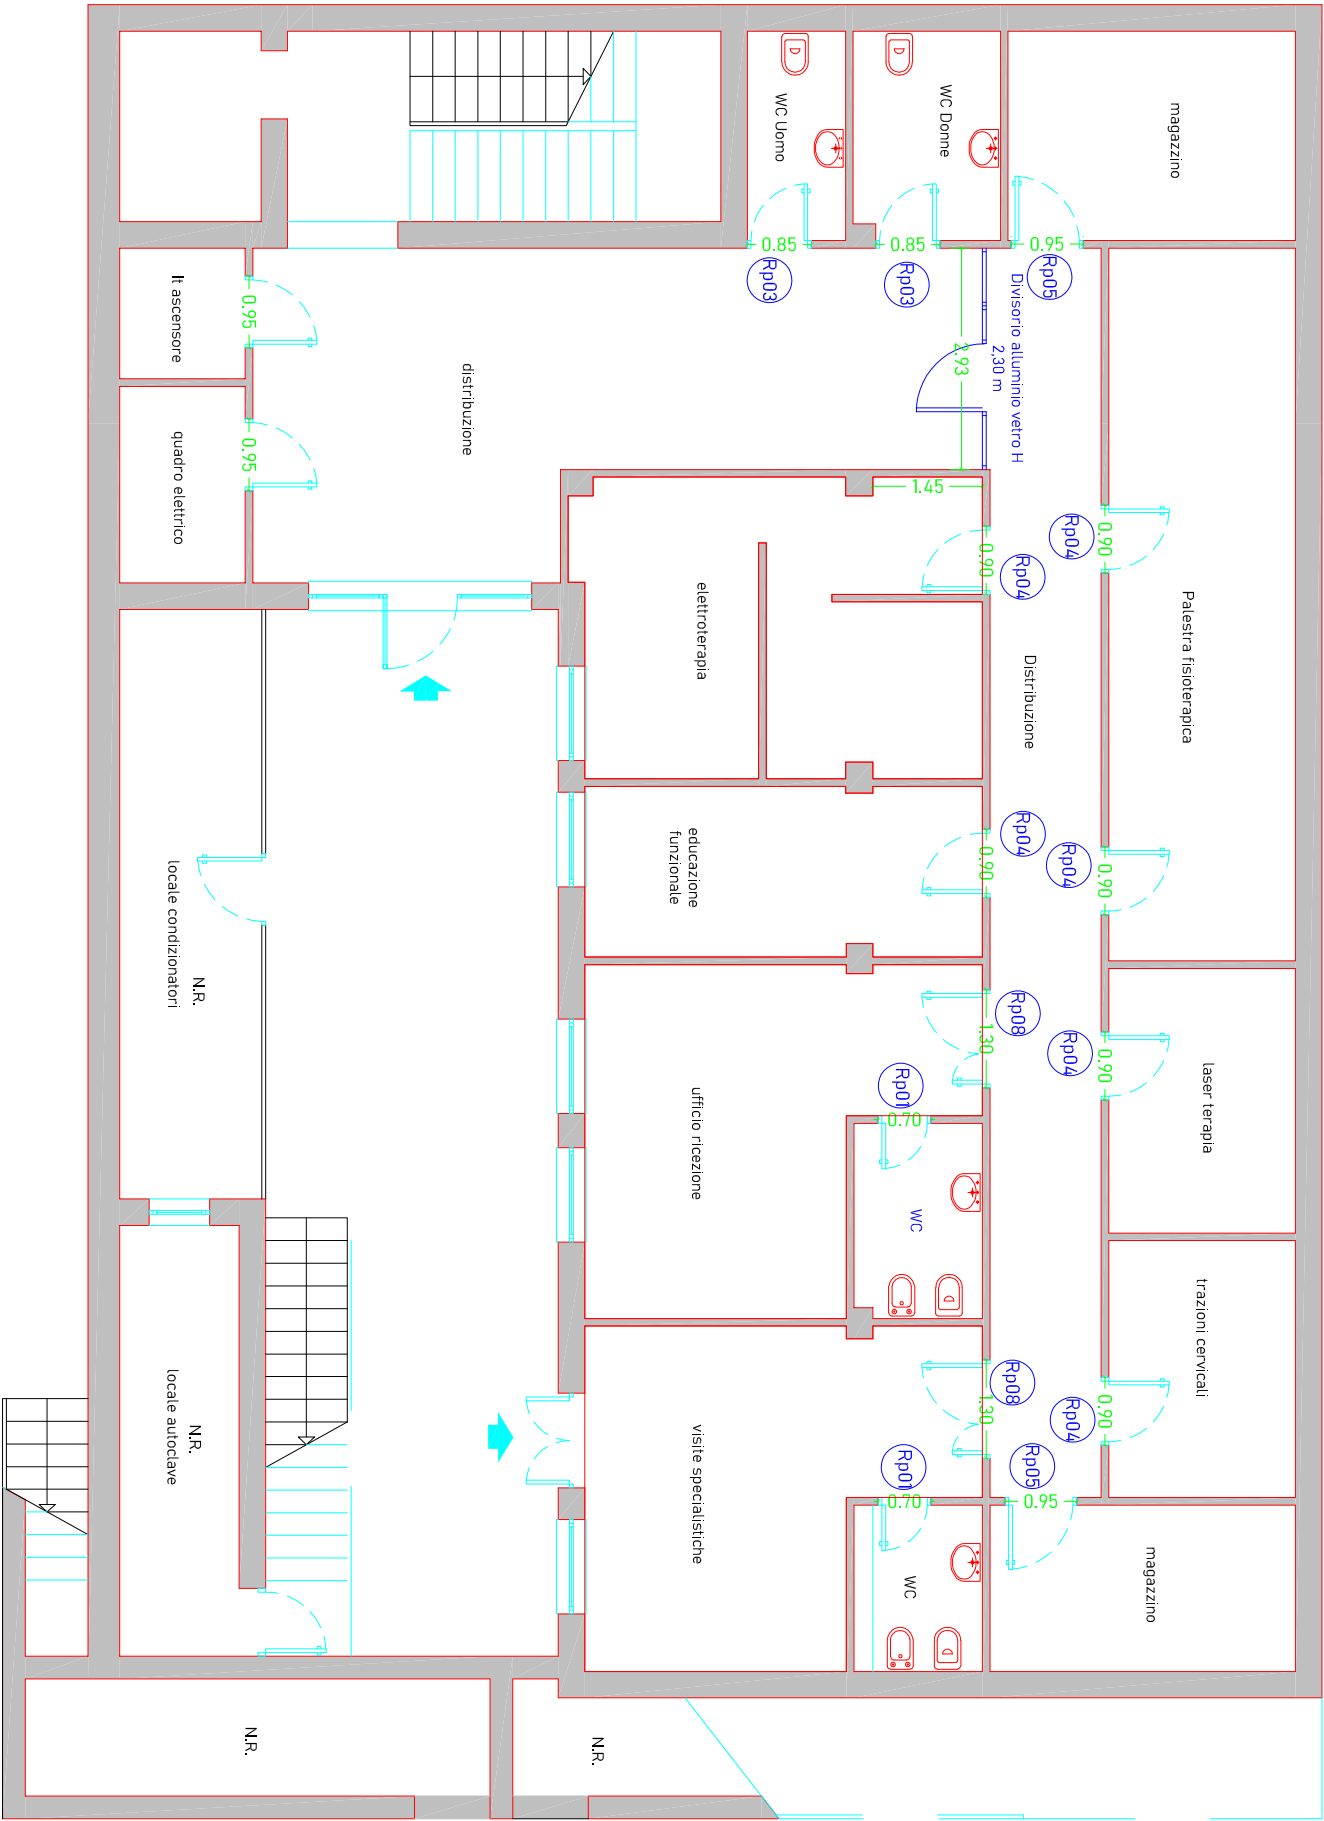 magazzino
WC Donne
WC Uomo
0.95
0.85
0.85
Rp05
Rp03
Rp03
Divisorio alluminio vetro H
2,30 m
2.93
distribuzione
0.95
lt ascensore
0.95
quadro elettrico
1.45
Rp04
0.90
0.90
Rp04
Palestra fisioterapica
Distribuzione
elettroterapia
Rp04
Rp04
0.90
0.90
educazione
funzionale
N.R.
locale condizionatori
Rp08
Rp04
0.90
1.30
laser terapia
Rp01
0.70
ufficio ricezione
WC
trazioni cervicali
Rp08
Rp04
0.90
1.30
Rp05
0.95
Rp01
0.70
visite specialistiche
N.R.
locale autoclave
WC
magazzino
N.R.
N.R.